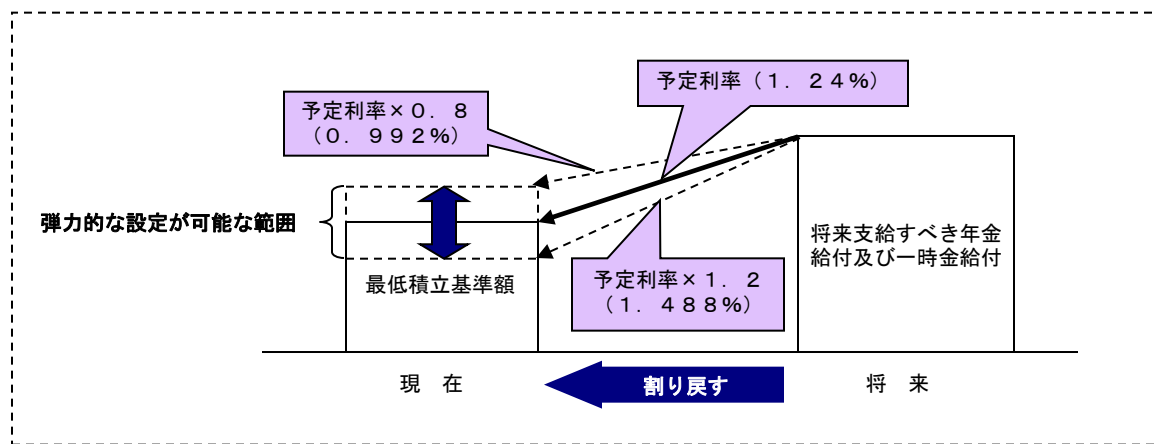 予定利率（１．２４％）
予定利率×０．８
（０．９９２％）
弾力的な設定が可能な範囲
将来支給すべき年金
給付及び一時金給付
最低積立基準額
予定利率×１．２
（１．４８８％）
現　在
割り戻す
将　来